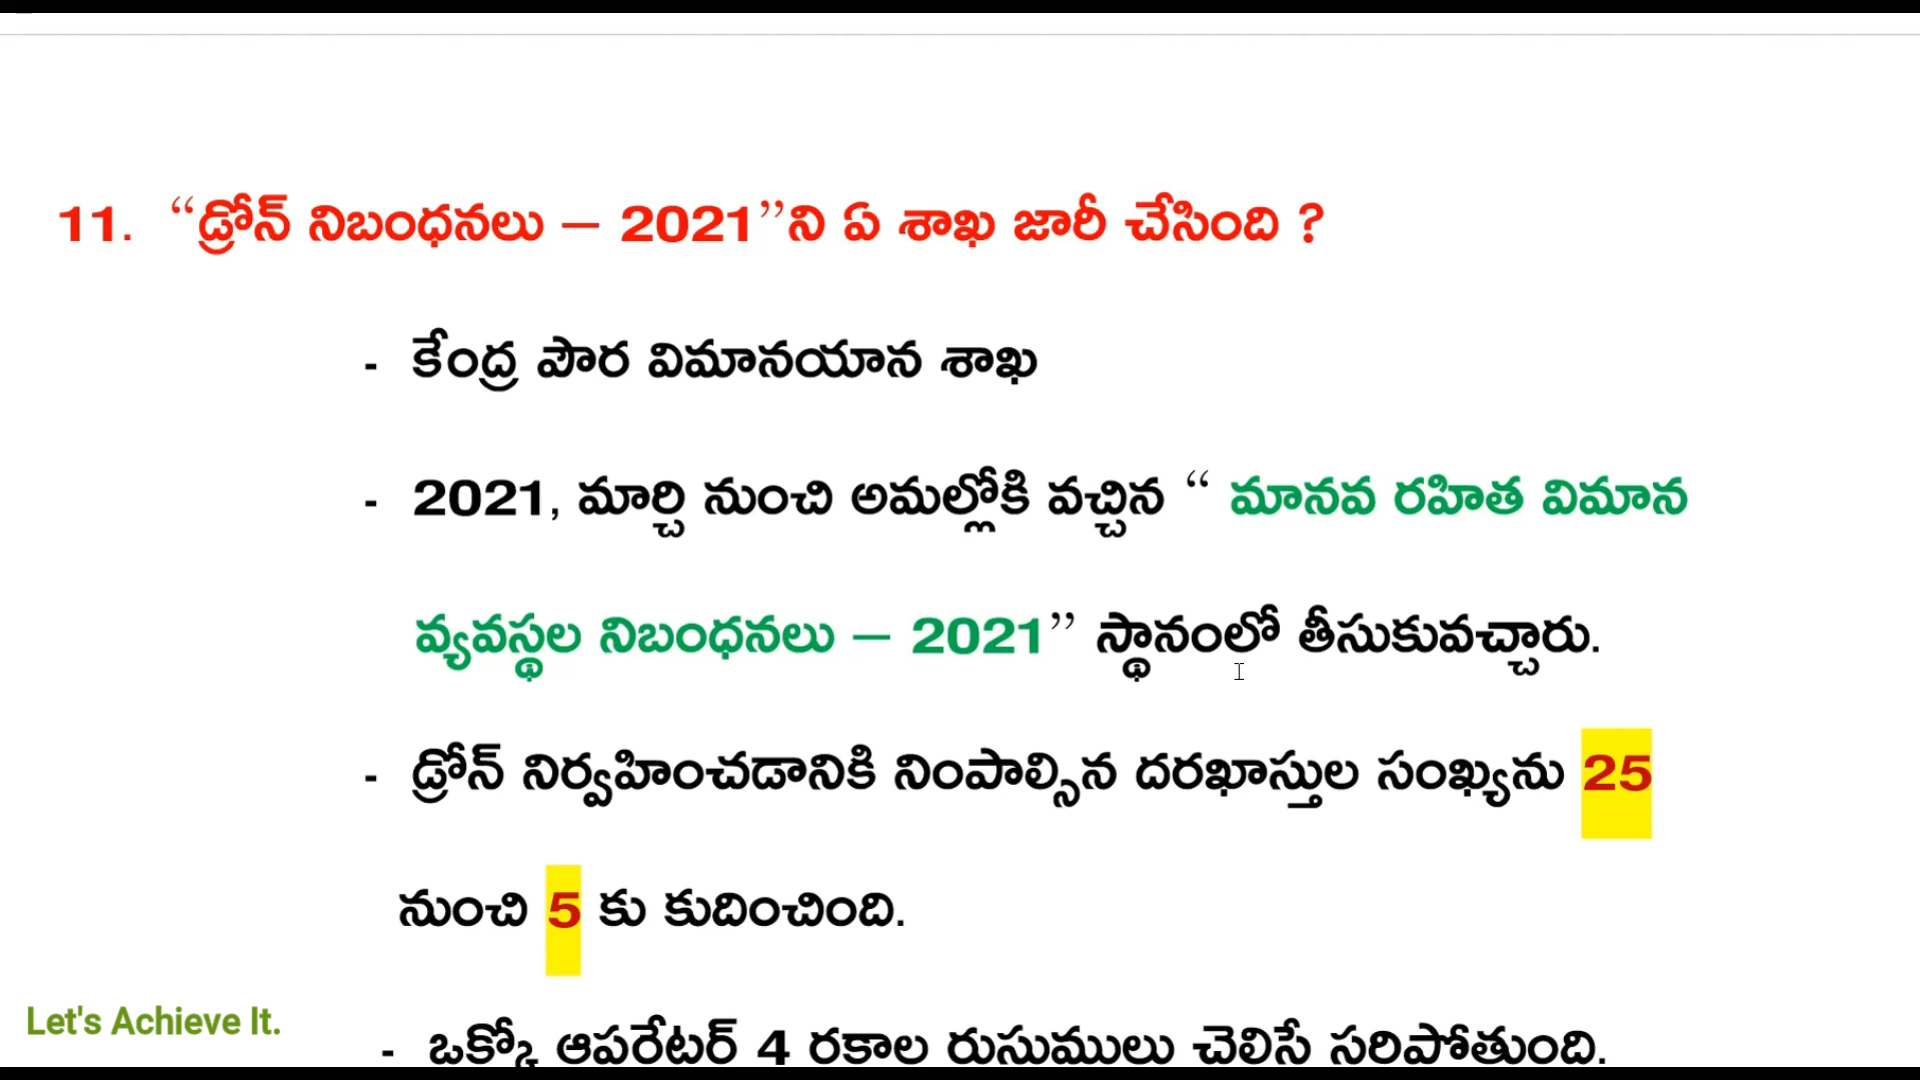 11. “డ్రోన్ నిబంధనలు – 2021”ని ఏ శాఖ జారీ చేసింది ?
- కేంద్ర పౌర విమానయాన శాఖ
- 2021, మార్చి నుంచి అమల్లోకి వచ్చిన “ మానవ రహిత విమాన
వ్యవస్థల నిబంధనలు – 2021” స్థానంలో తీసుకువచ్చారు.
- డ్రోన్ నిర్వహించడానికి నింపాల్సిన దరఖాస్తుల సంఖ్యను 25
నుంచి 5 కు కుదించింది.
- ఒక్కో ఆపరేటర్ 4 రకాల రుసుములు చెలిసే సరిపోతుంది.
Let's Achieve It.